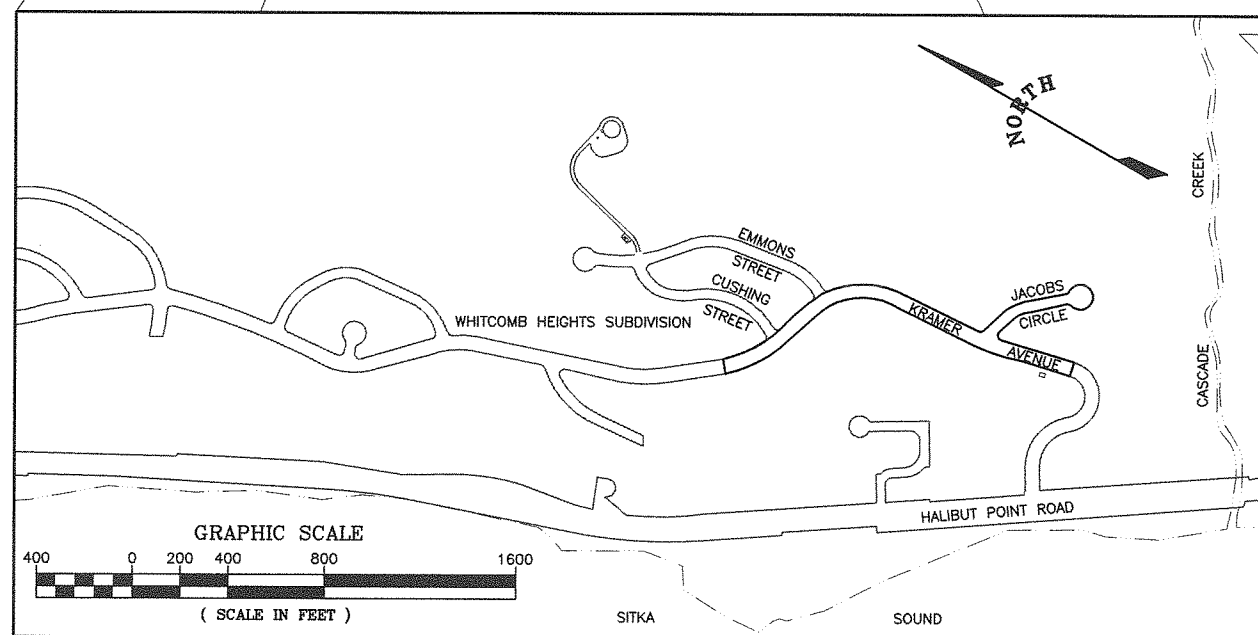 NORTH
CREEK
EMMONS
STREET
CUSHING
STREET
JACOBS
CIRCLE
WHITCOMB HEIGHTS SUBDIVISION
KRAMER
AVENUE
CASCADE
HALIBUT POINT ROAD
GRAPHIC SCALE
400 0 200 400 800 1600
( SCALE IN FEET )
SITKA SOUND